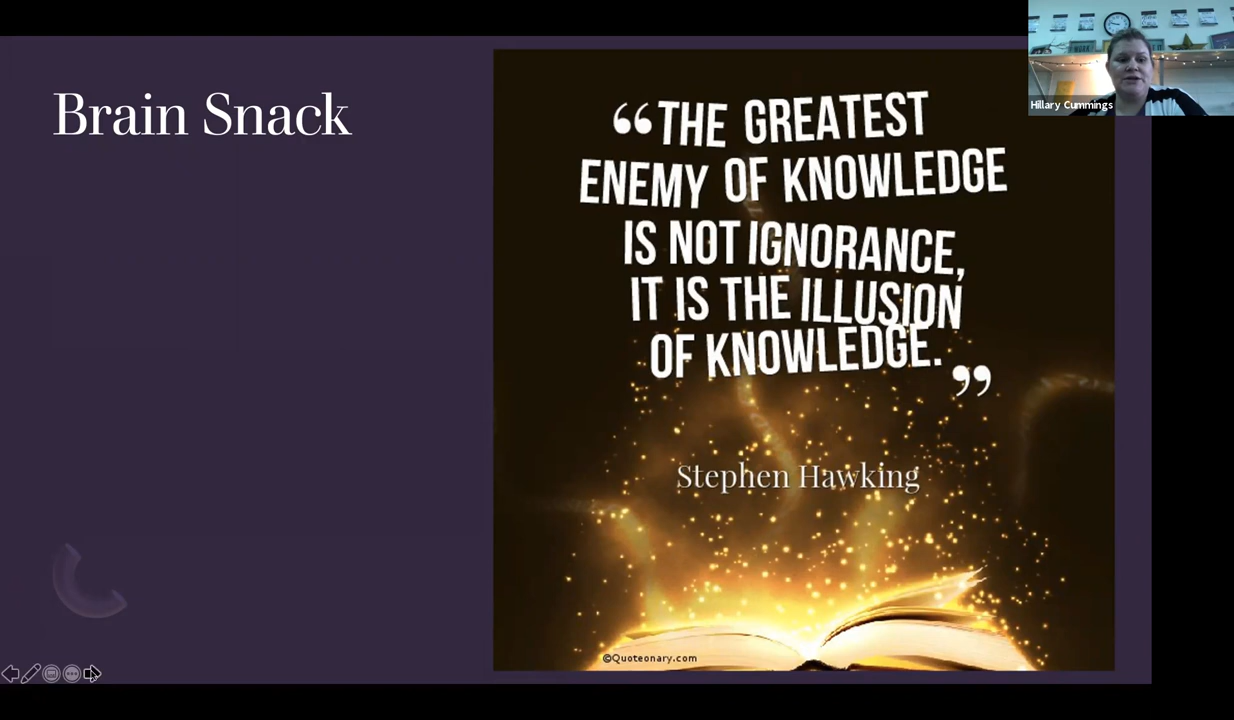 Brain Snack
“THE GREATEST
ENEMY OF KNOWLEDGE
IS NOT IGNORANCE,
IT IS THE ILLUSION
OF KNOWLEDGE.
”
Stephen Hawking
©Quoteonary.com
Hillary Cummings